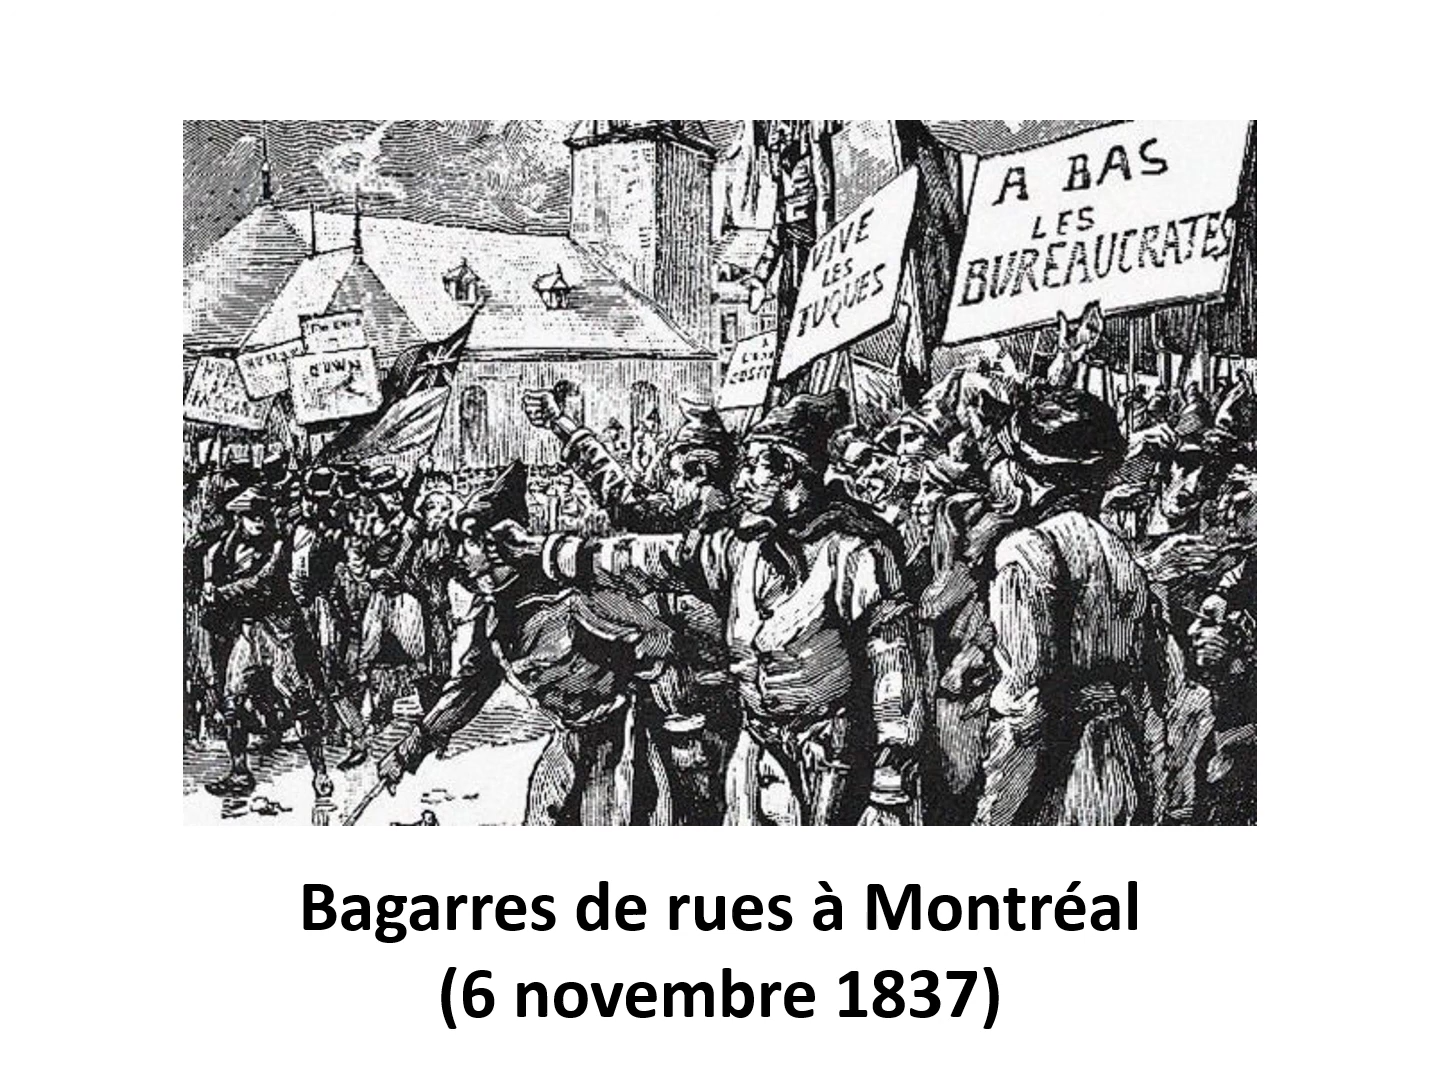 A BAS
LES
BUREAUCRATES
VIVE
LES
TUQUES
Bagarres de rues à Montréal
(6 novembre 1837)